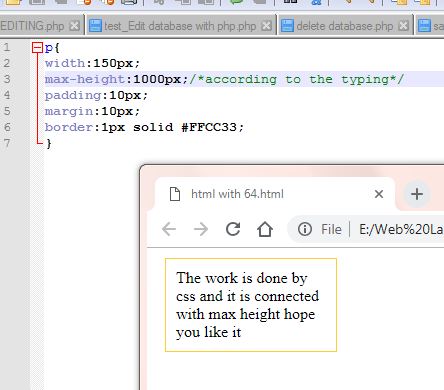 EDITING.php test_Edit database with php.php delete database.php sa
1 p{
2 width:150px;
3 max-height:1000px;/*according to the typing*/
4 padding:10px;
5 margin:10px;
6 border:1px solid #FFCC33;
7 }
html with 64.html
File E:/Web%20La
The work is done by
css and it is connected
with max height hope
you like it